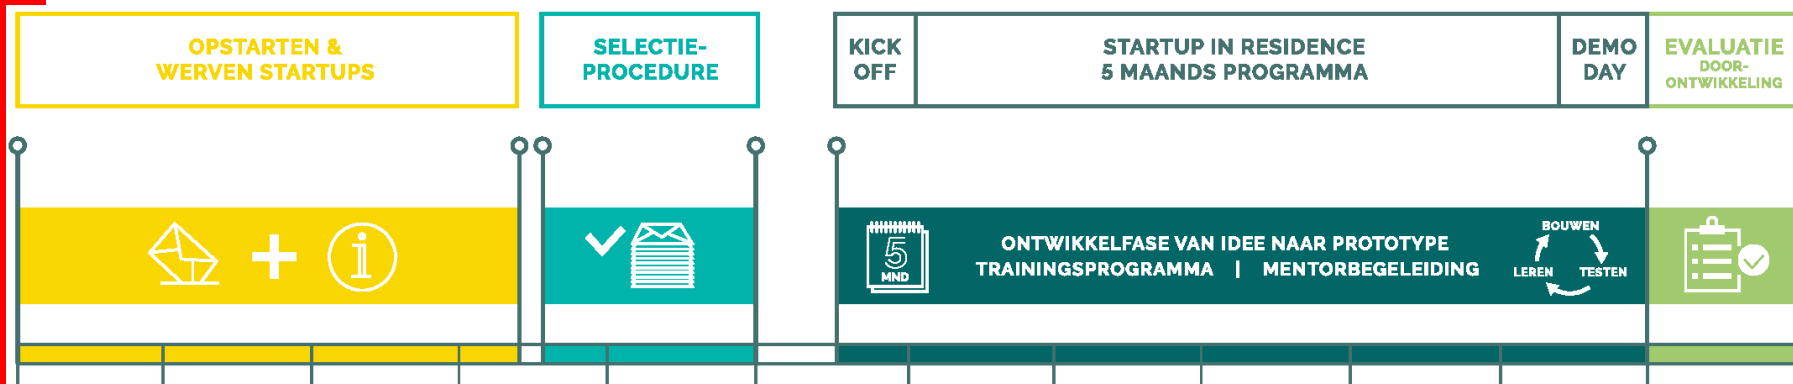 OPSTARTEN &
WERVEN STARTUPS
SELECTIE-
PROCEDURE
KICK
OFF
STARTUP IN RESIDENCE
5 MAANDS PROGRAMMA
DEMO
DAY
EVALUATIE
DOOR-
ONTWIKKELING
i
5
MND
ONTWIKKELFASE VAN IDEE NAAR PROTOTYPE
TRAININGSPROGRAMMA | MENTORBEGELEIDING
BOUWEN
LEREN TESTEN